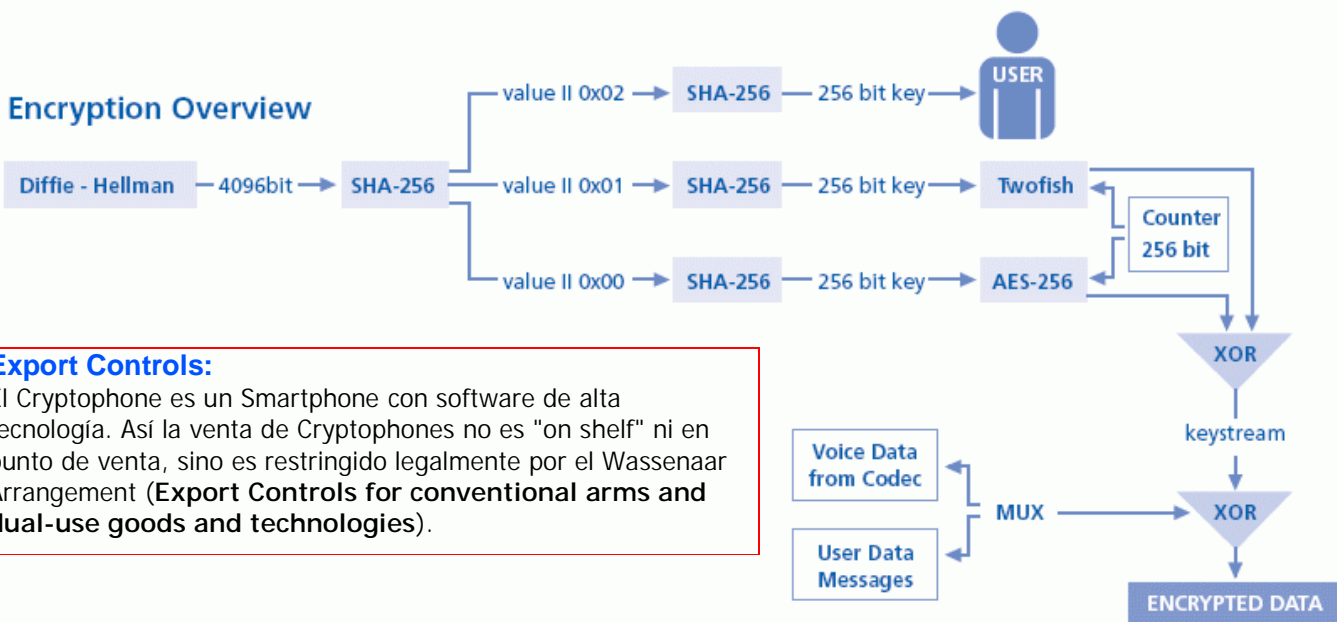 Encryption Overview
Diffie - Hellman
4096bit
SHA-256
value II 0x02
SHA-256
256 bit key
USER
value II 0x01
SHA-256
256 bit key
Twofish
Counter
256 bit
value II 0x00
SHA-256
256 bit key
AES-256
XOR
keystream
Export Controls:
El Cryptophone es un Smartphone con software de alta
tecnología. Así la venta de Cryptophones no es "on shelf" ni en
punto de venta, sino es restringido legalmente por el Wassenaar
Arrangement (Export Controls for conventional arms and
dual-use goods and technologies).
Voice Data
from Codec
MUX
XOR
User Data
Messages
ENCRYPTED DATA